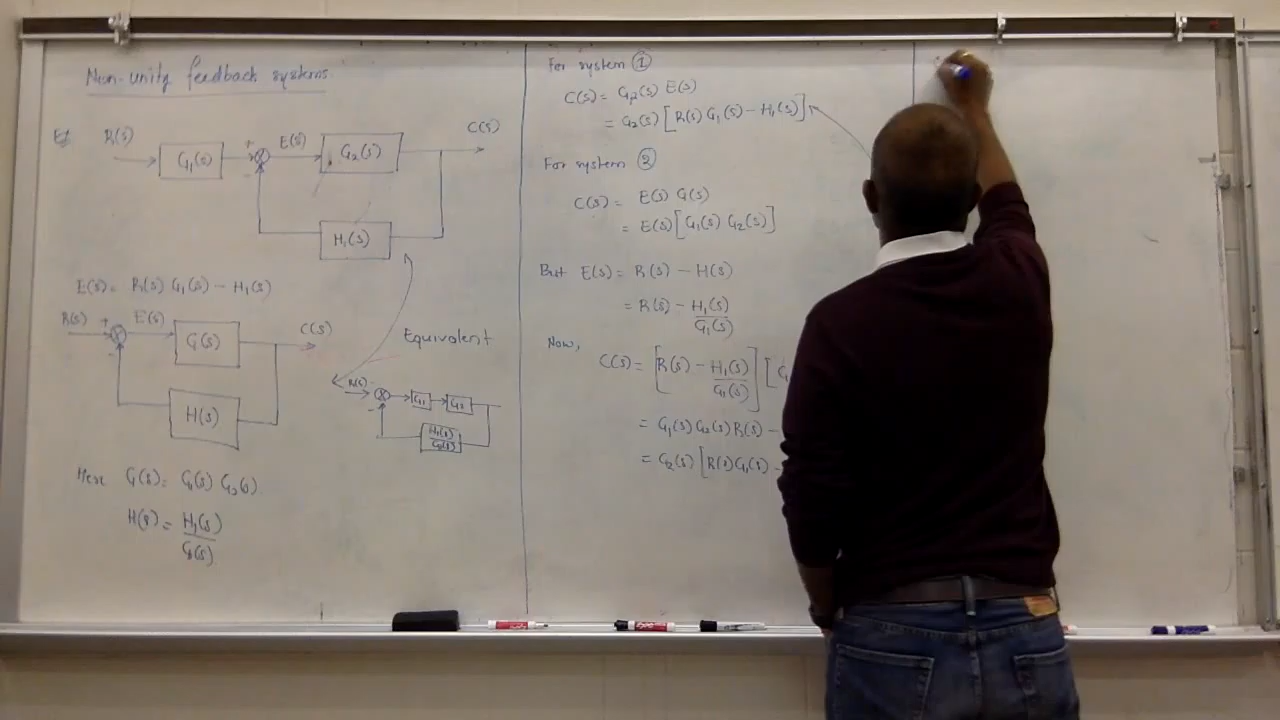 Non-unity feedback systems
Eg R(s) G₁(s) + - E(s) G₂(s) C(s)
H₁(s)
E(s) = R(s) G₁(s) - H₁(s)
R(s) + - E(s) G(s) C(s)
H(s)
Equivalent
R(s) - G₁ G₂
H₁(s)
Here G(s) = G₁(s) G₂(s)
H(s) = H₁(s)
G₁(s)
For system ①
C(s) = G₂(s) E(s)
= G₂(s) [R(s) G₁(s) - H₁(s)]
For system ②
C(s) = E(s) G(s)
= E(s) [G₁(s) G₂(s)]
But E(s) = R(s) - H(s)
= R(s) - H₁(s)
G₁(s)
Now,
C(s) = [R(s) - H₁(s)
G₁(s)] [G
= G₁(s) G₂(s) R(s) -
= G₂(s) [R(s) G₁(s) -